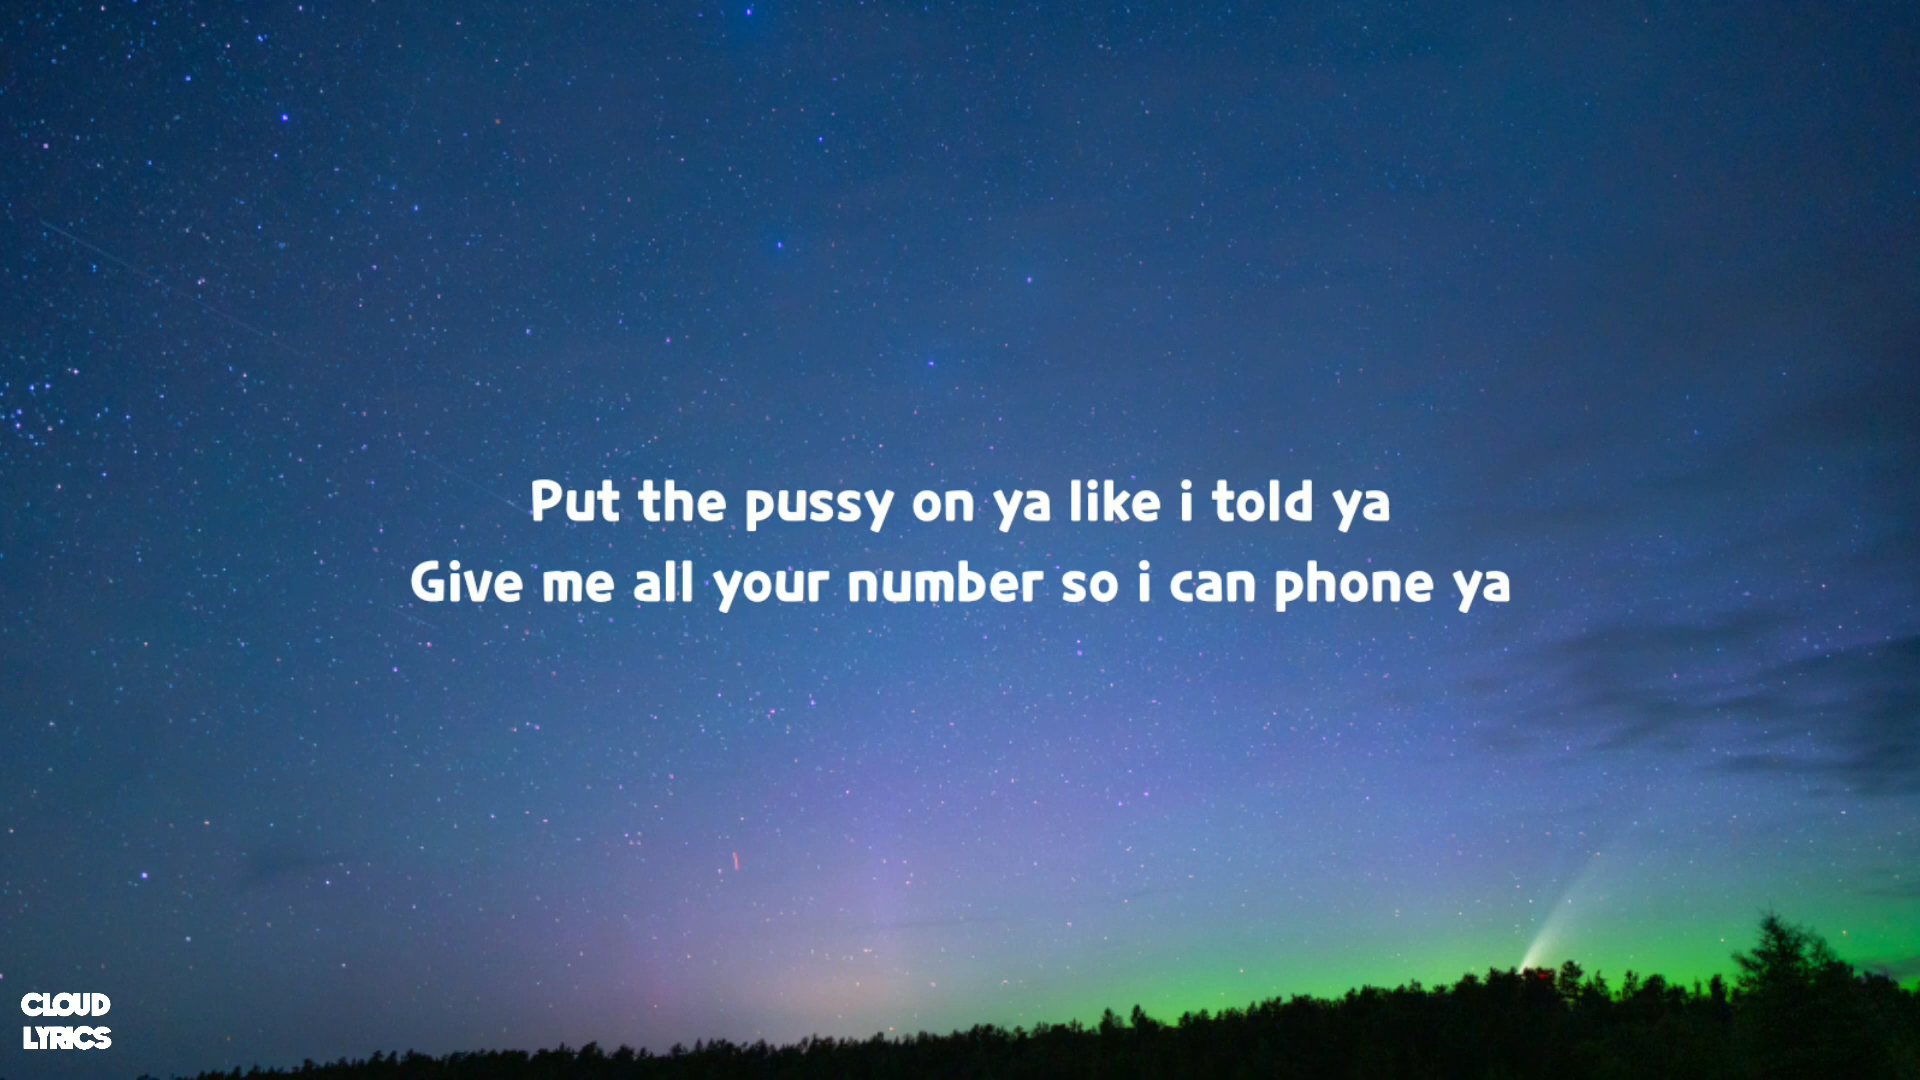 Put the pussy on ya like i told ya
Give me all your number so i can phone ya
CLOUD
LYRICS